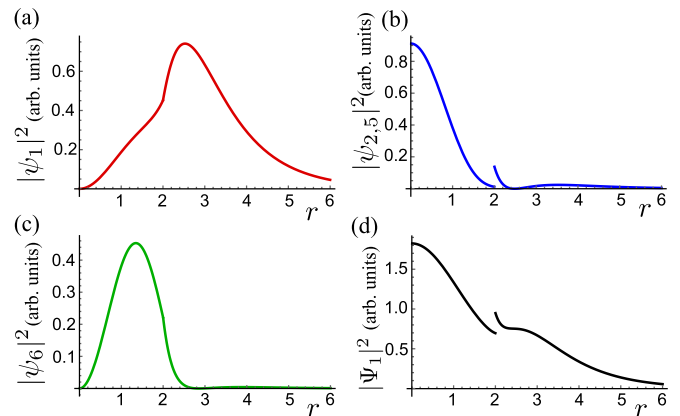 (a)
|ψ₁|² (arb. units)
0.6
0.4
0.2
1 2 3 4 5 6
r
(b)
|ψ₂,₅|² (arb. units)
0.8
0.6
0.4
0.2
1 2 3 4 5 6
r
(c)
|ψ₆|² (arb. units)
0.4
0.3
0.2
0.1
1 2 3 4 5 6
r
(d)
|Ψ₁|² (arb. units)
1.5
1.0
0.5
1 2 3 4 5 6
r